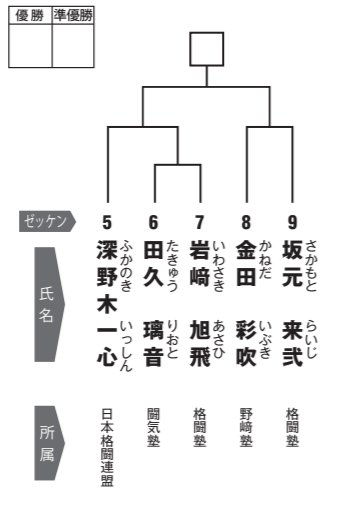 優勝 準優勝
ゼッケン 5 6 7 8 9
氏名
深野木 一心
ふかのき いっしん
田久 璃音
たきゅう りおと
岩﨑 旭飛
いわさき あさひ
金田 彩吹
かねだ いぶき
坂元 来弐
さかもと らいじ
所属
日本格闘連盟
闘気塾
格闘塾
野﨑塾
格闘塾